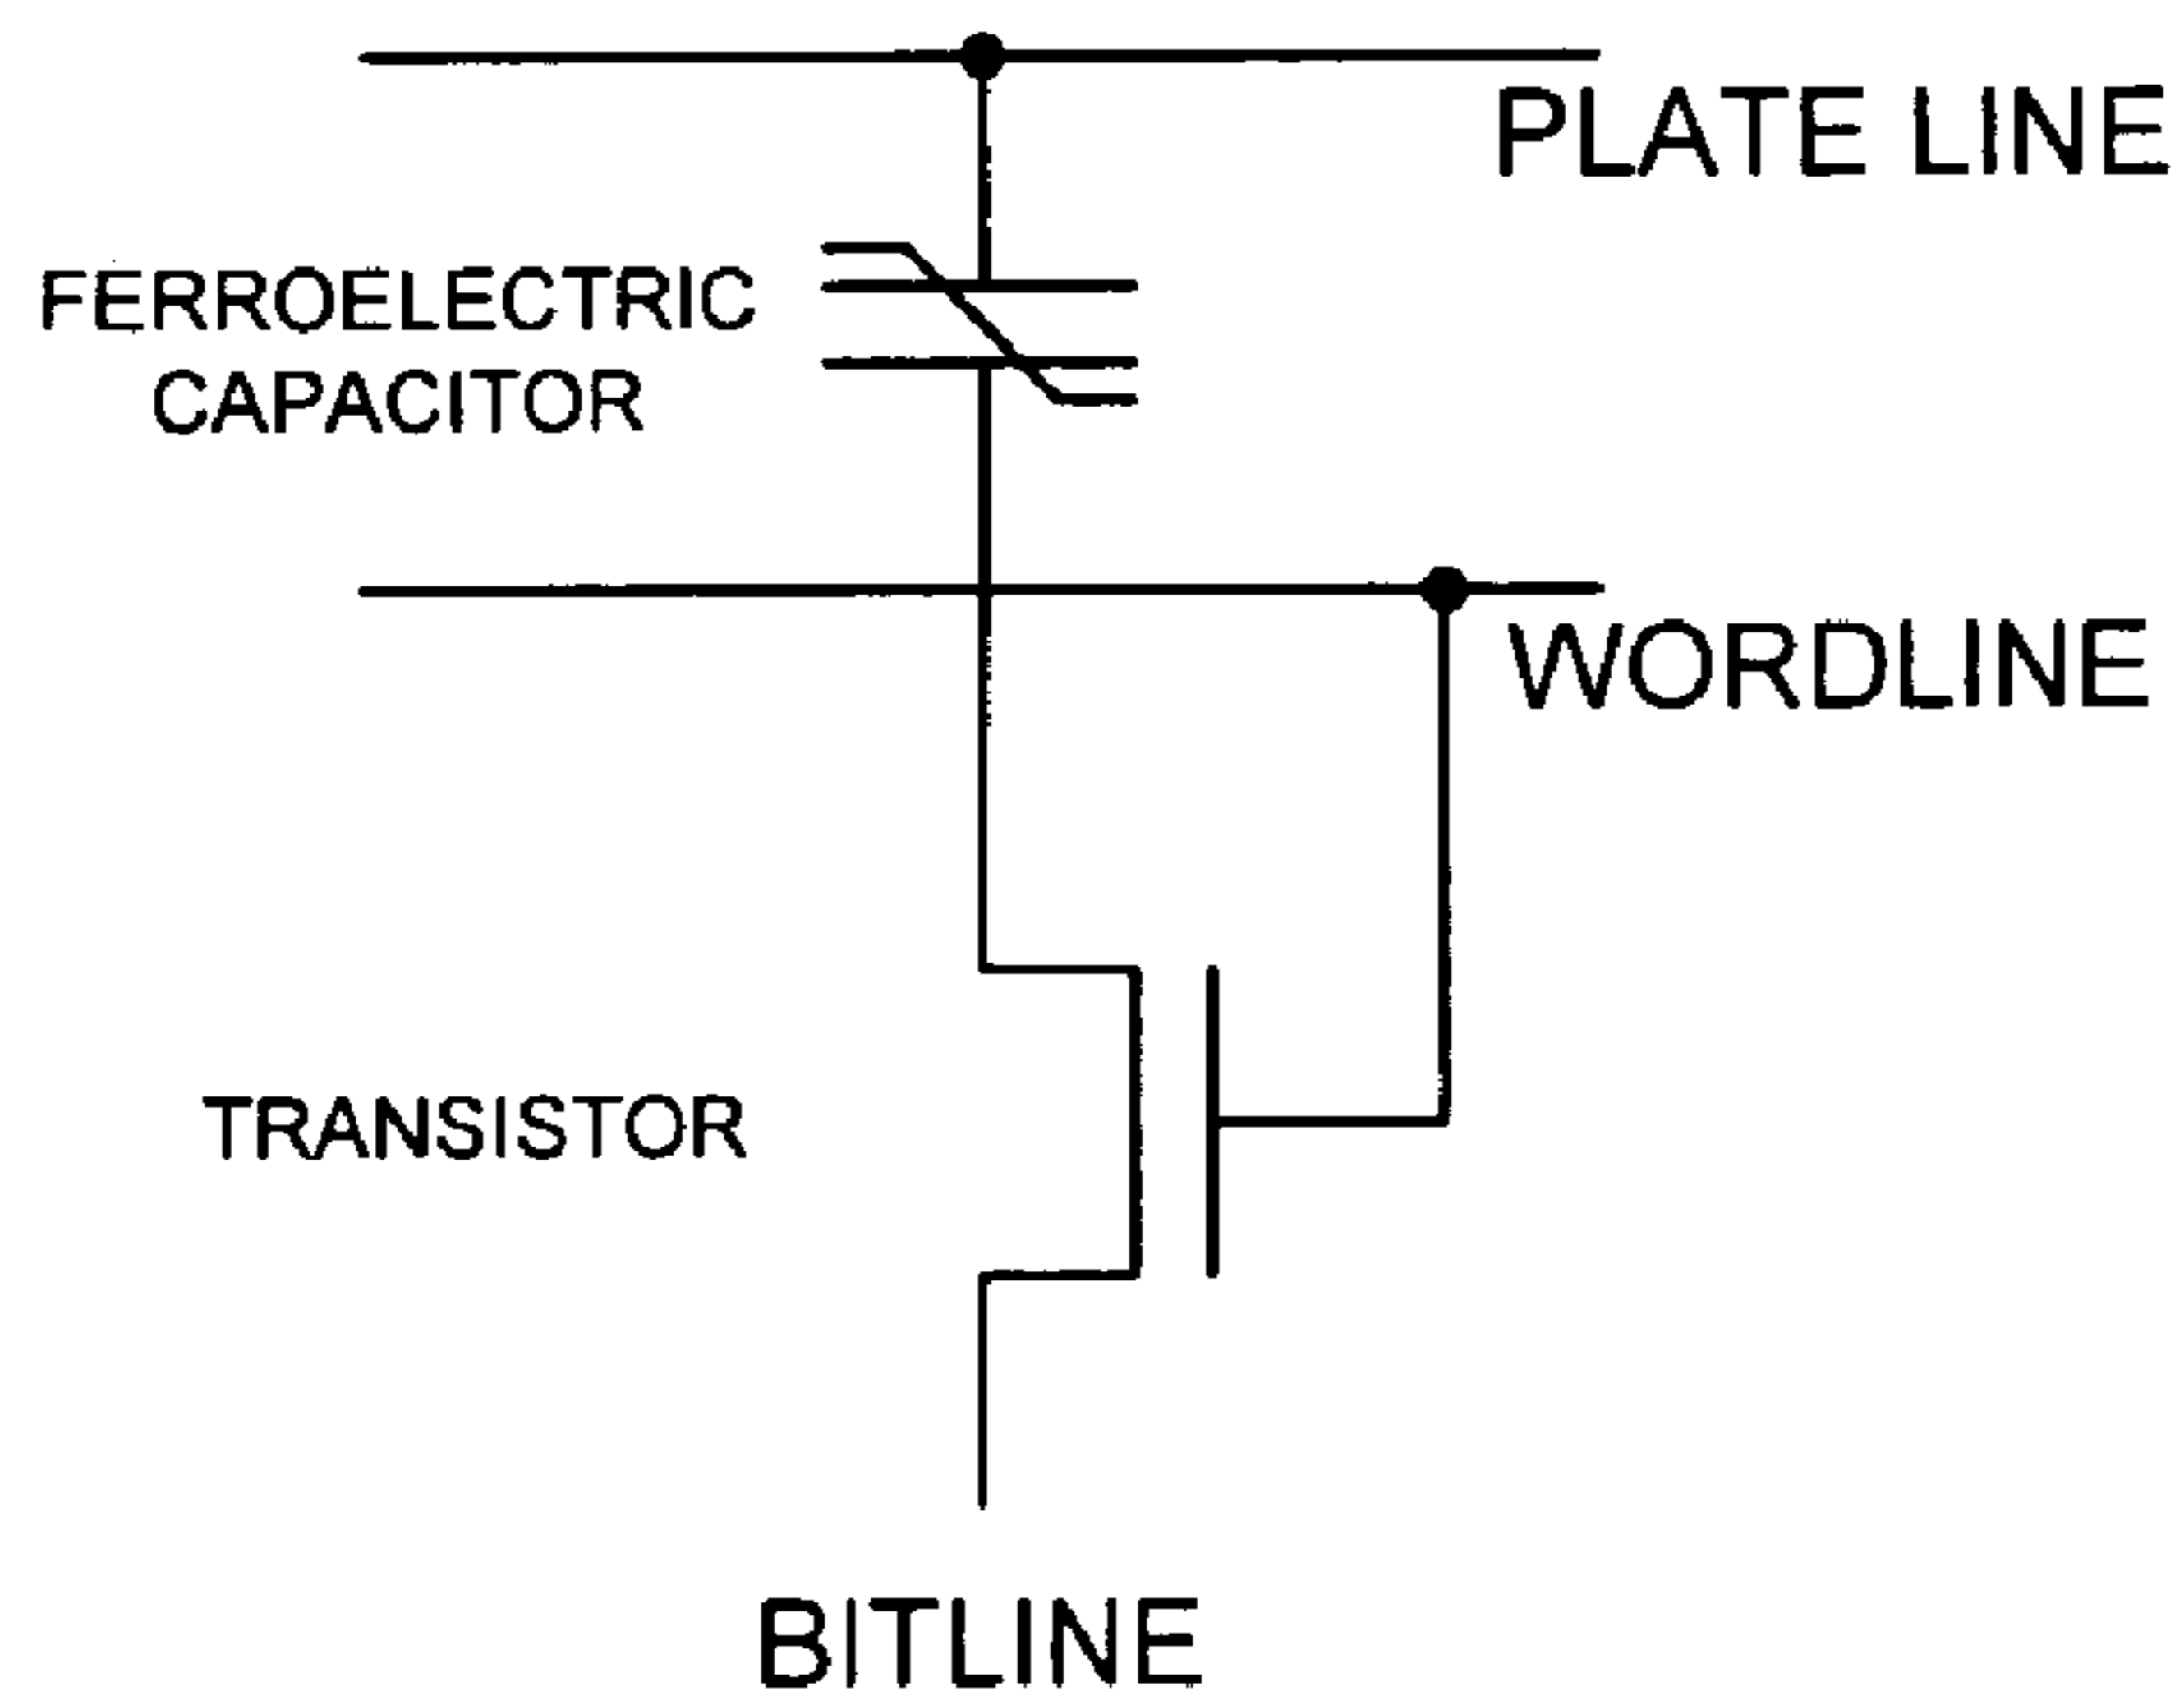 PLATE LINE
FERROELECTRIC
CAPACITOR
WORDLINE
TRANSISTOR
BITLINE